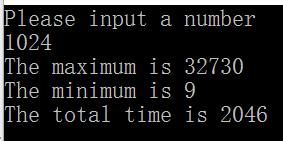 Please input a number
1024
The maximum is 32730
The minimum is 9
The total time is 2046